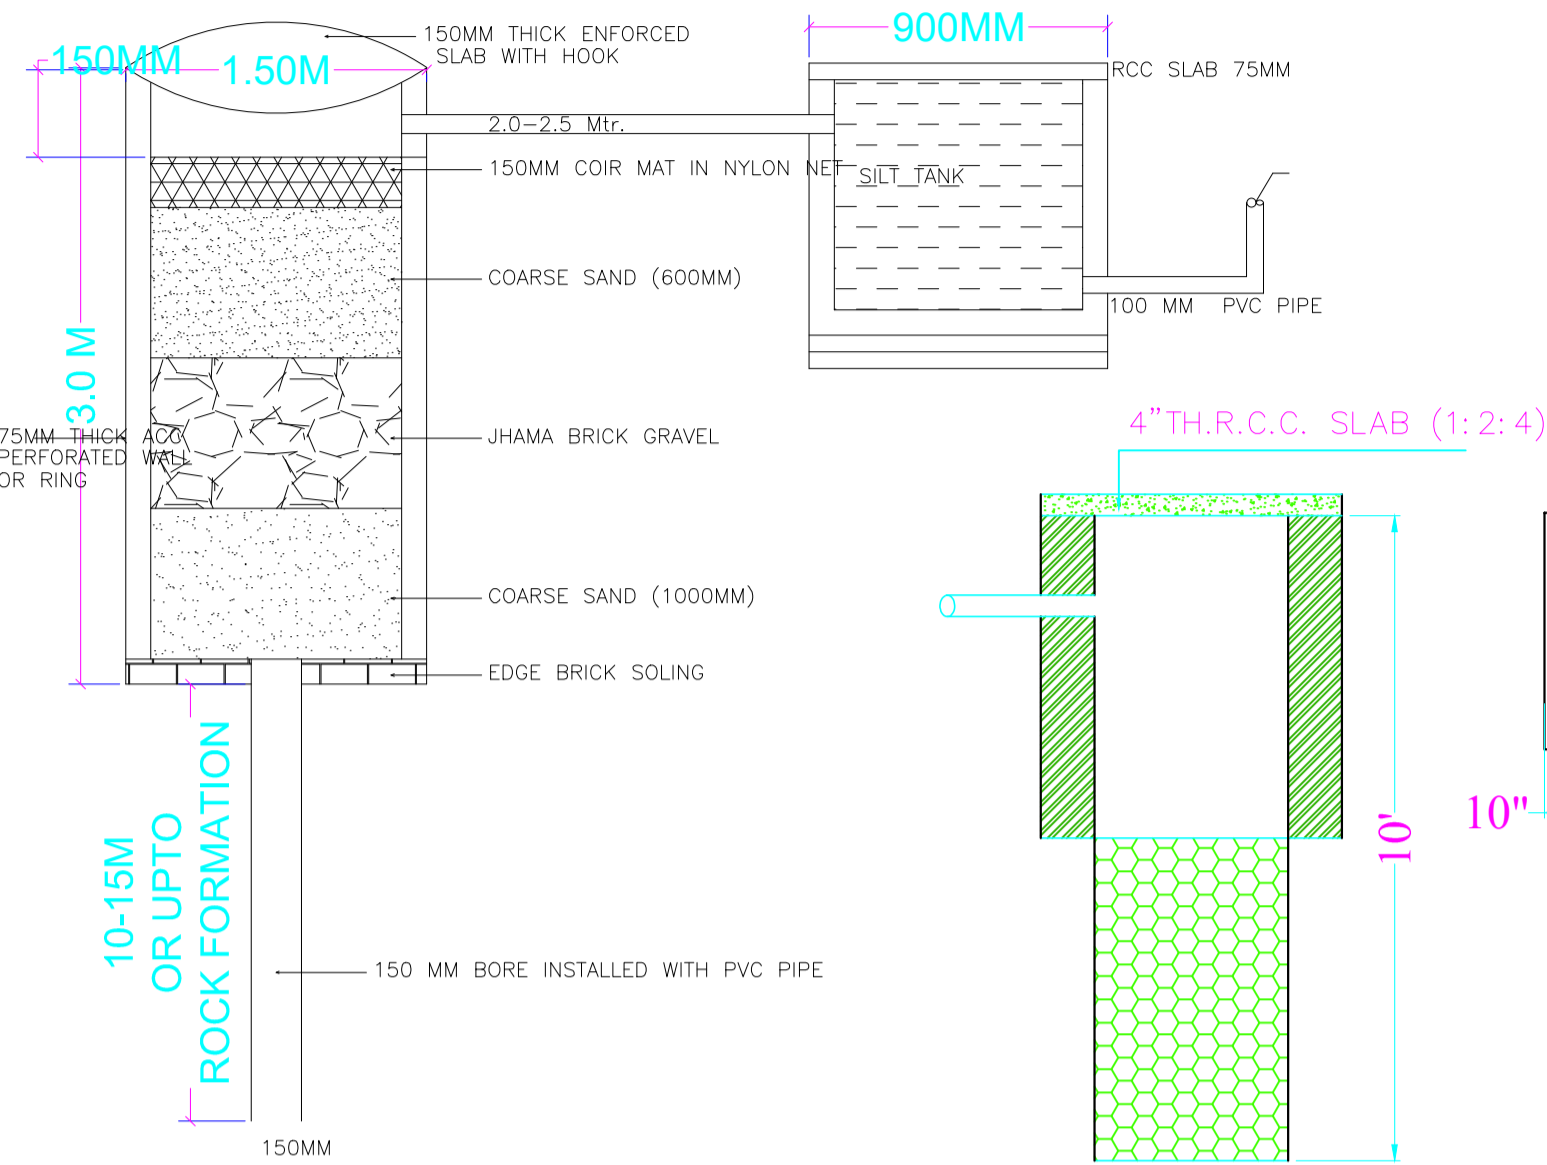 150MM THICK ENFORCED
SLAB WITH HOOK
900MM
150MM
1.50M
RCC SLAB 75MM
2.0-2.5 Mtr.
150MM COIR MAT IN NYLON NET
SILT TANK
COARSE SAND (600MM)
100 MM PVC PIPE
3.0 M
75MM THICK ACC
PERFORATED WALL
OR RING
JHAMA BRICK GRAVEL
4"TH.R.C.C. SLAB (1:2:4)
COARSE SAND (1000MM)
EDGE BRICK SOLING
10-15M
OR UPTO
ROCK FORMATION
10'
10"
150 MM BORE INSTALLED WITH PVC PIPE
150MM